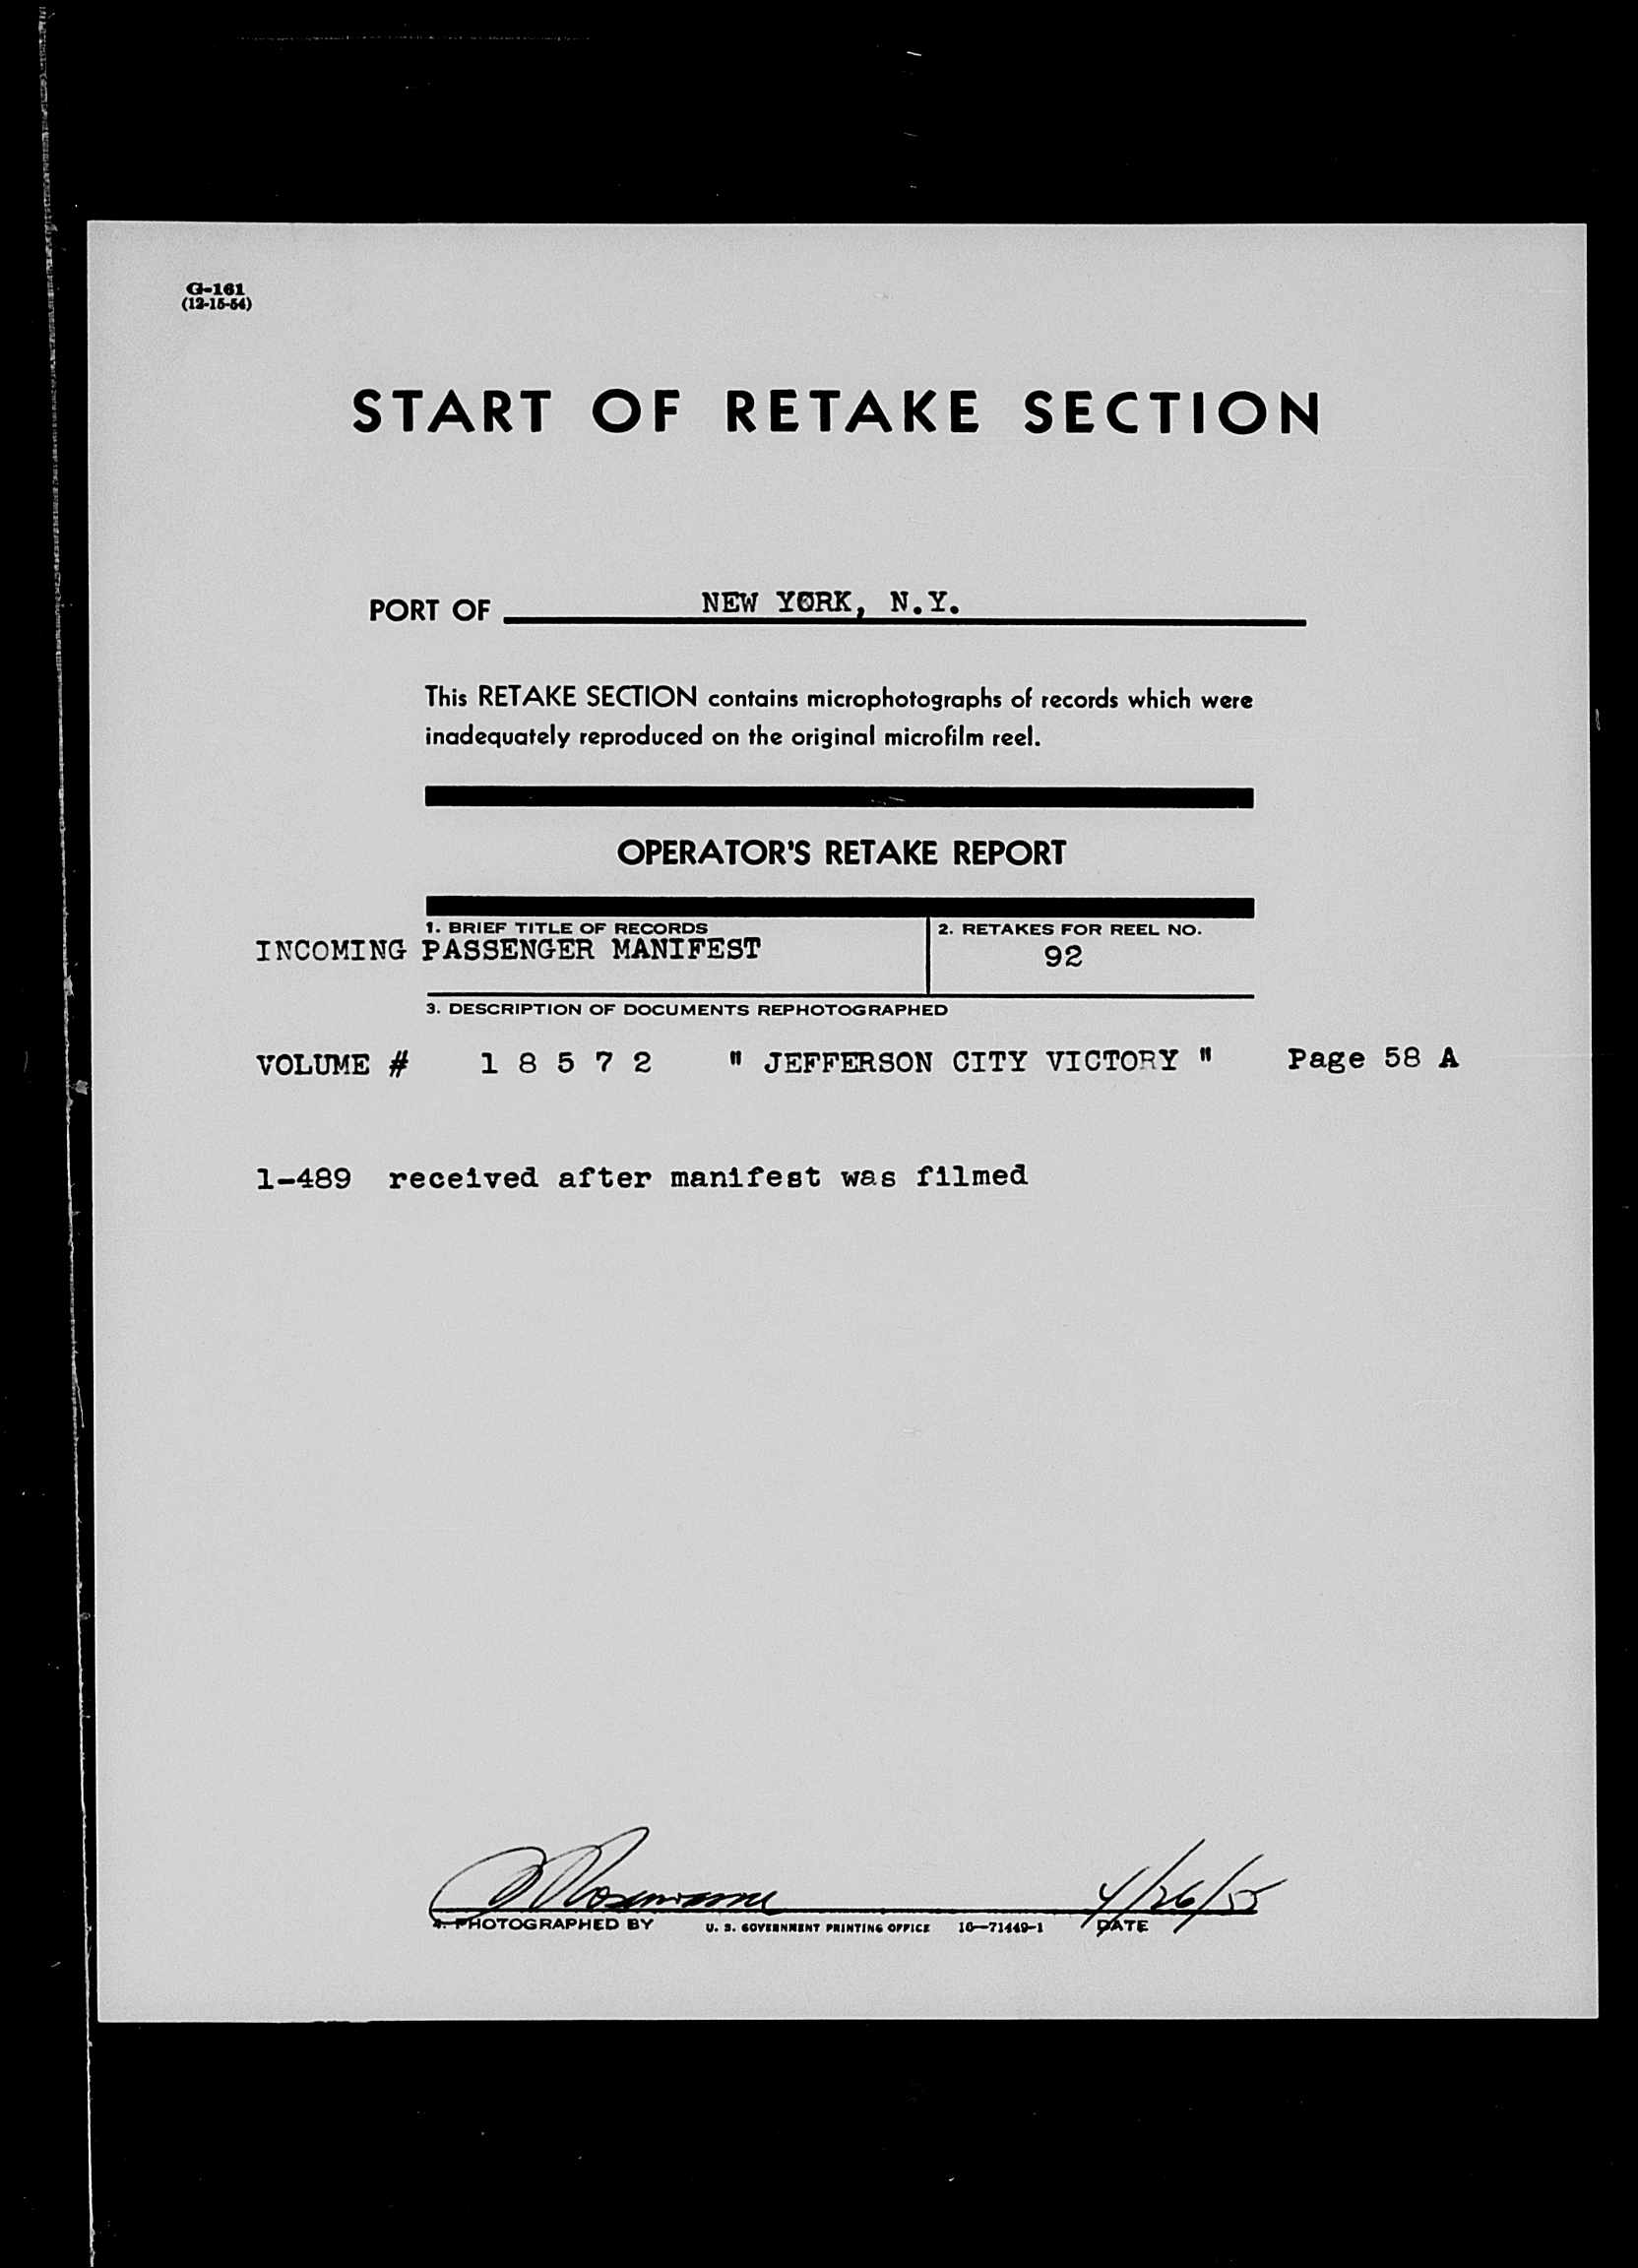 G-161
(12-15-54)
START OF RETAKE SECTION
PORT OF NEW YORK, N.Y.
This RETAKE SECTION contains microphotographs of records which were
inadequately reproduced on the original microfilm reel.
OPERATOR'S RETAKE REPORT
1. BRIEF TITLE OF RECORDS
INCOMING PASSENGER MANIFEST
2. RETAKES FOR REEL NO.
92
3. DESCRIPTION OF DOCUMENTS REPHOTOGRAPHED
VOLUME # 1 8 5 7 2 " JEFFERSON CITY VICTORY " Page 58 A
1-489 received after manifest was filmed
4/26/55
4. PHOTOGRAPHED BY U. S. GOVERNMENT PRINTING OFFICE 16—71449-1 DATE